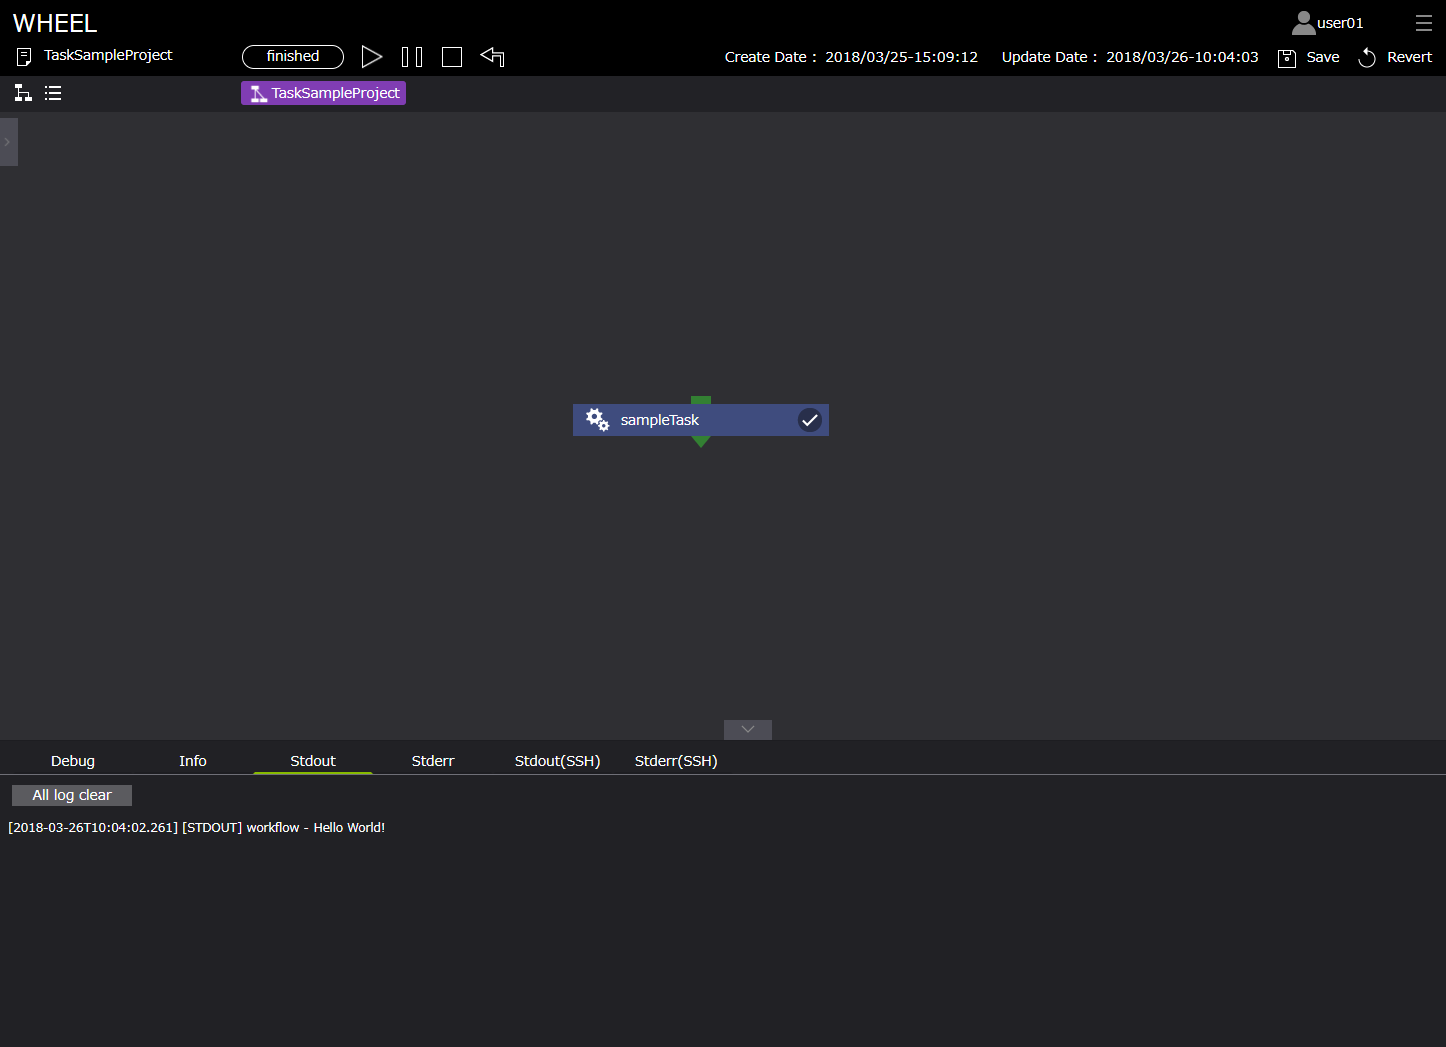 WHEEL
user01
TaskSampleProject
finished
Create Date : 2018/03/25-15:09:12
Update Date : 2018/03/26-10:04:03
Save
Revert
TaskSampleProject
sampleTask
Debug
Info
Stdout
Stderr
Stdout(SSH)
Stderr(SSH)
All log clear
[2018-03-26T10:04:02.261] [STDOUT] workflow - Hello World!